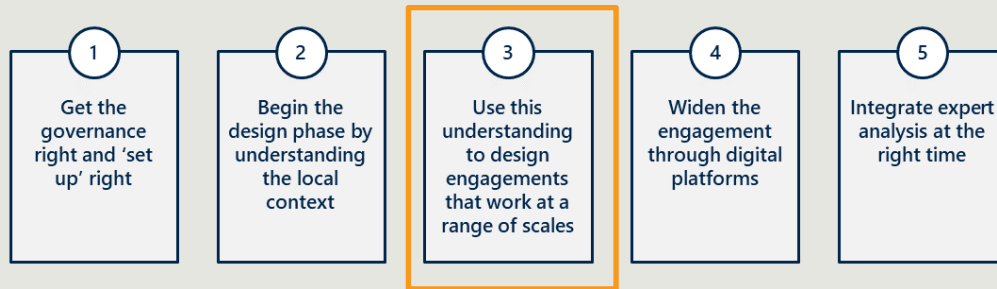 1
Get the
governance
right and ‘set
up’ right
2
Begin the
design phase by
understanding
the local
context
3
Use this
understanding
to design
engagements
that work at a
range of scales
4
Widen the
engagement
through digital
platforms
5
Integrate expert
analysis at the
right time